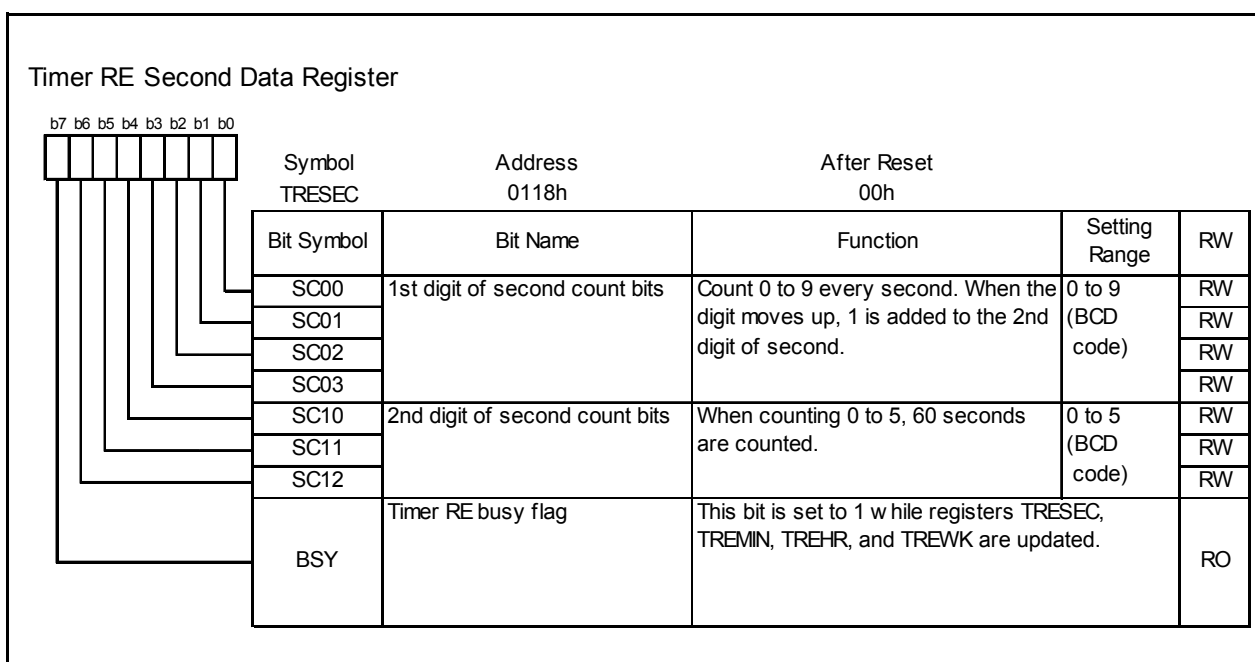 Timer RE Second Data Register
b7 b6 b5 b4 b3 b2 b1 b0
Symbol Address After Reset
TRESEC 0118h 00h
Bit Symbol Bit Name Function Setting Range RW
SC00 1st digit of second count bits Count 0 to 9 every second. When the 0 to 9 RW
SC01 digit moves up, 1 is added to the 2nd (BCD RW
SC02 digit of second. code) RW
SC03 RW
SC10 2nd digit of second count bits When counting 0 to 5, 60 seconds 0 to 5 RW
SC11 are counted. (BCD RW
SC12 code) RW
Timer RE busy flag This bit is set to 1 w hile registers TRESEC,
TREMIN, TREHR, and TREWK are updated.
BSY RO